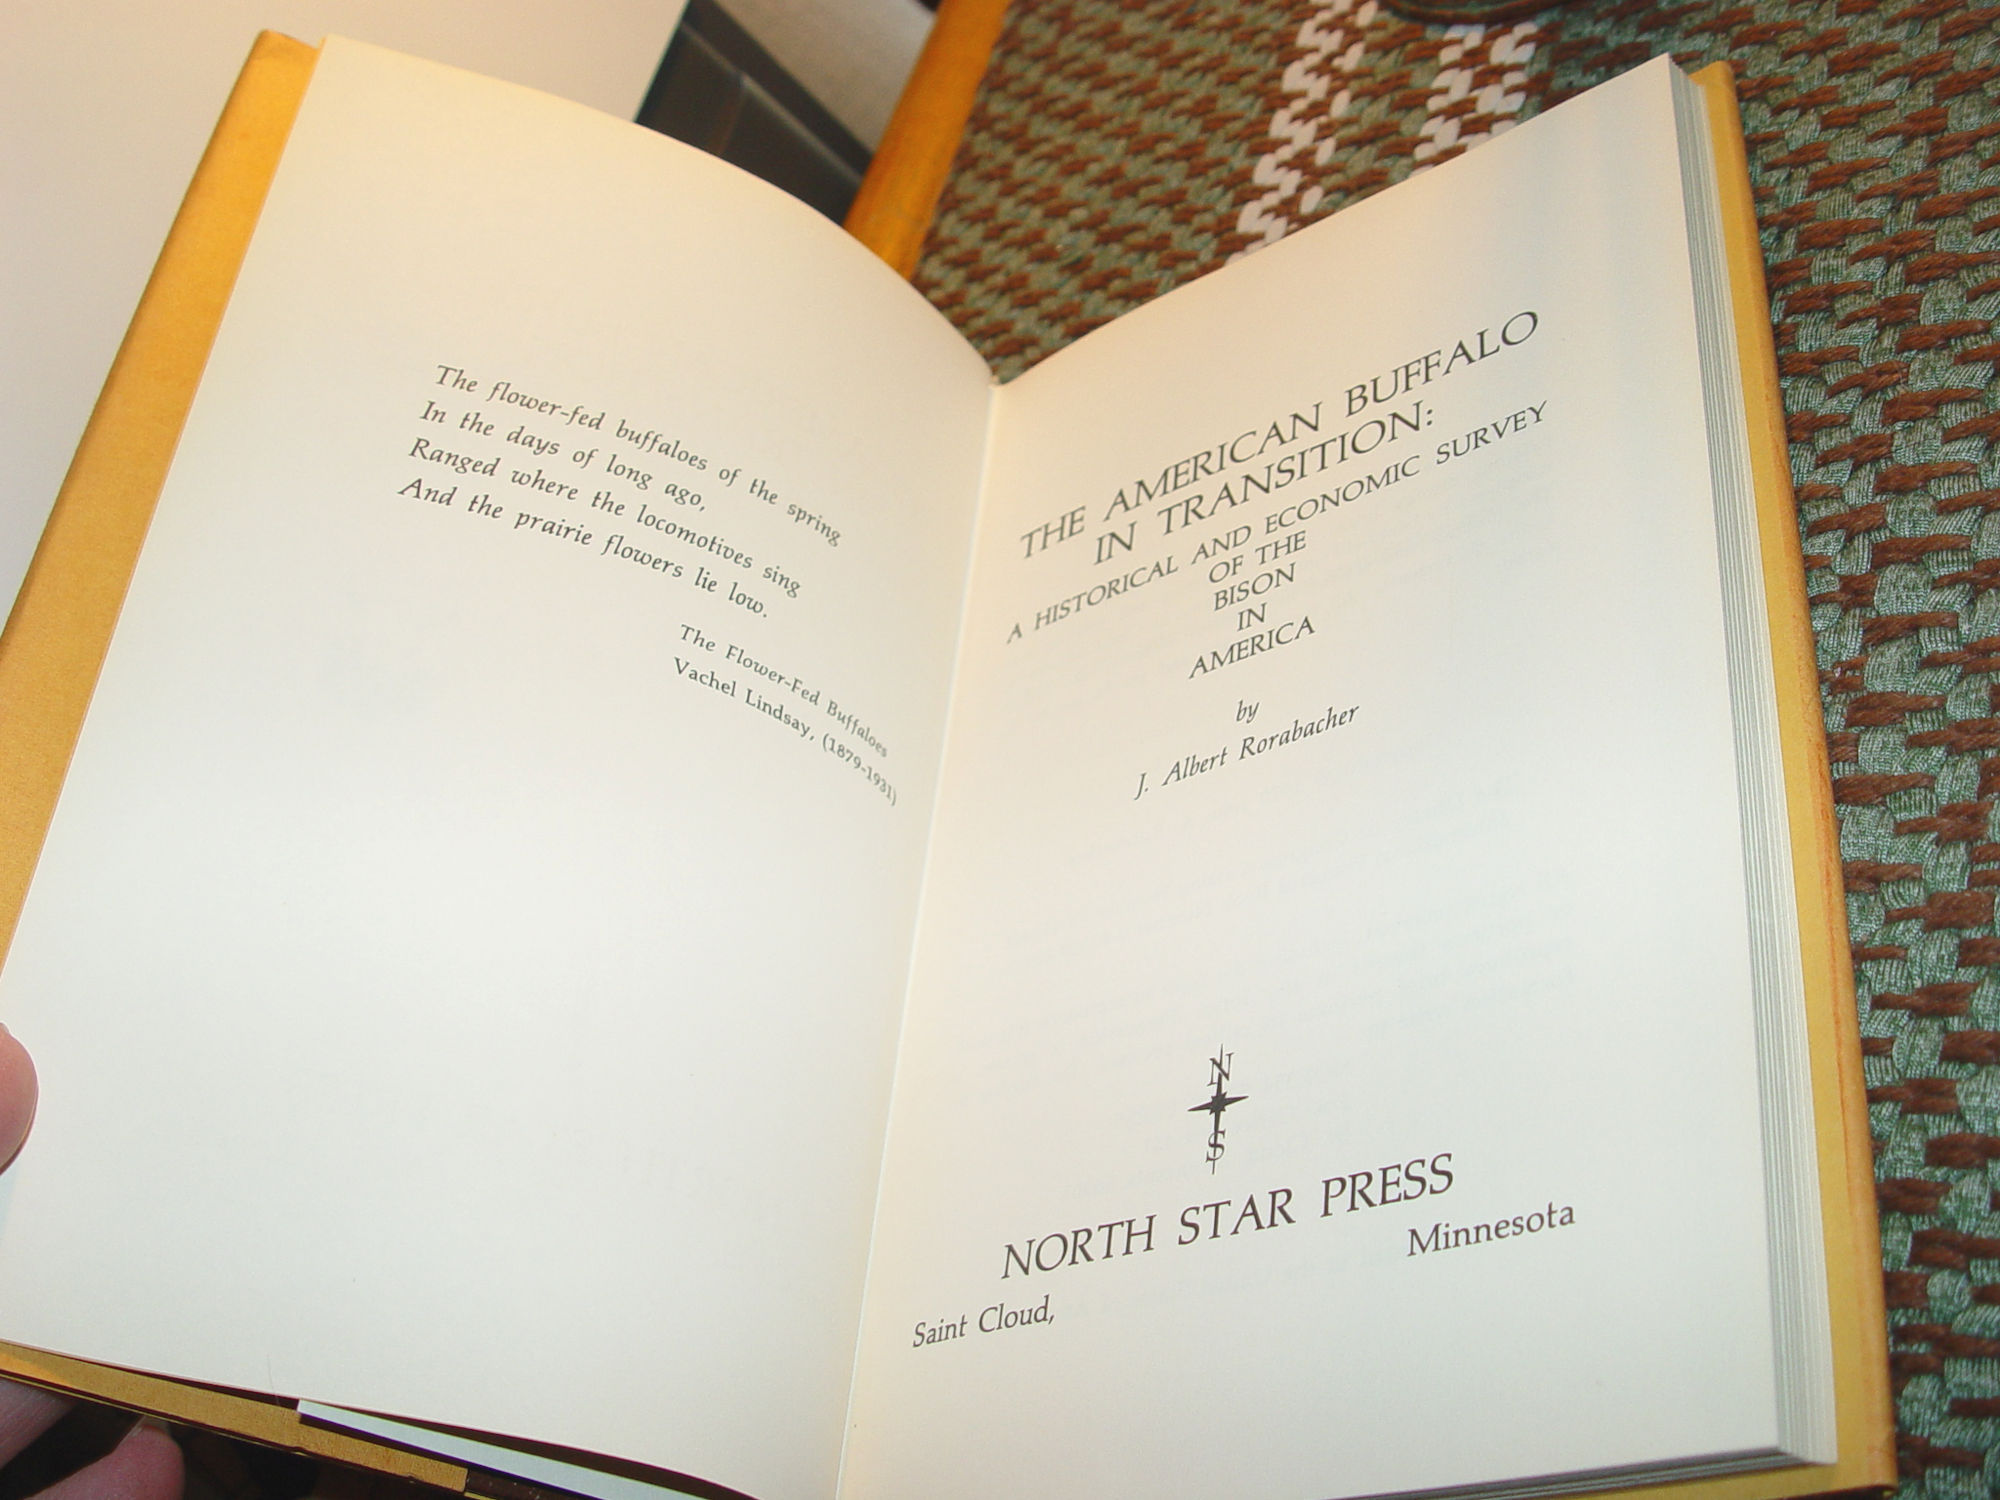 The flower-fed buffaloes of the spring
In the days of long ago,
Ranged where the locomotives sing
And the prairie flowers lie low.
The Flower-Fed Buffaloes
Vachel Lindsay, (1879-1931)
THE AMERICAN BUFFALO
IN TRANSITION:
A HISTORICAL AND ECONOMIC SURVEY
OF THE
BISON
IN
AMERICA
by
J. Albert Rorabacher
N
S
NORTH STAR PRESS
Saint Cloud, Minnesota